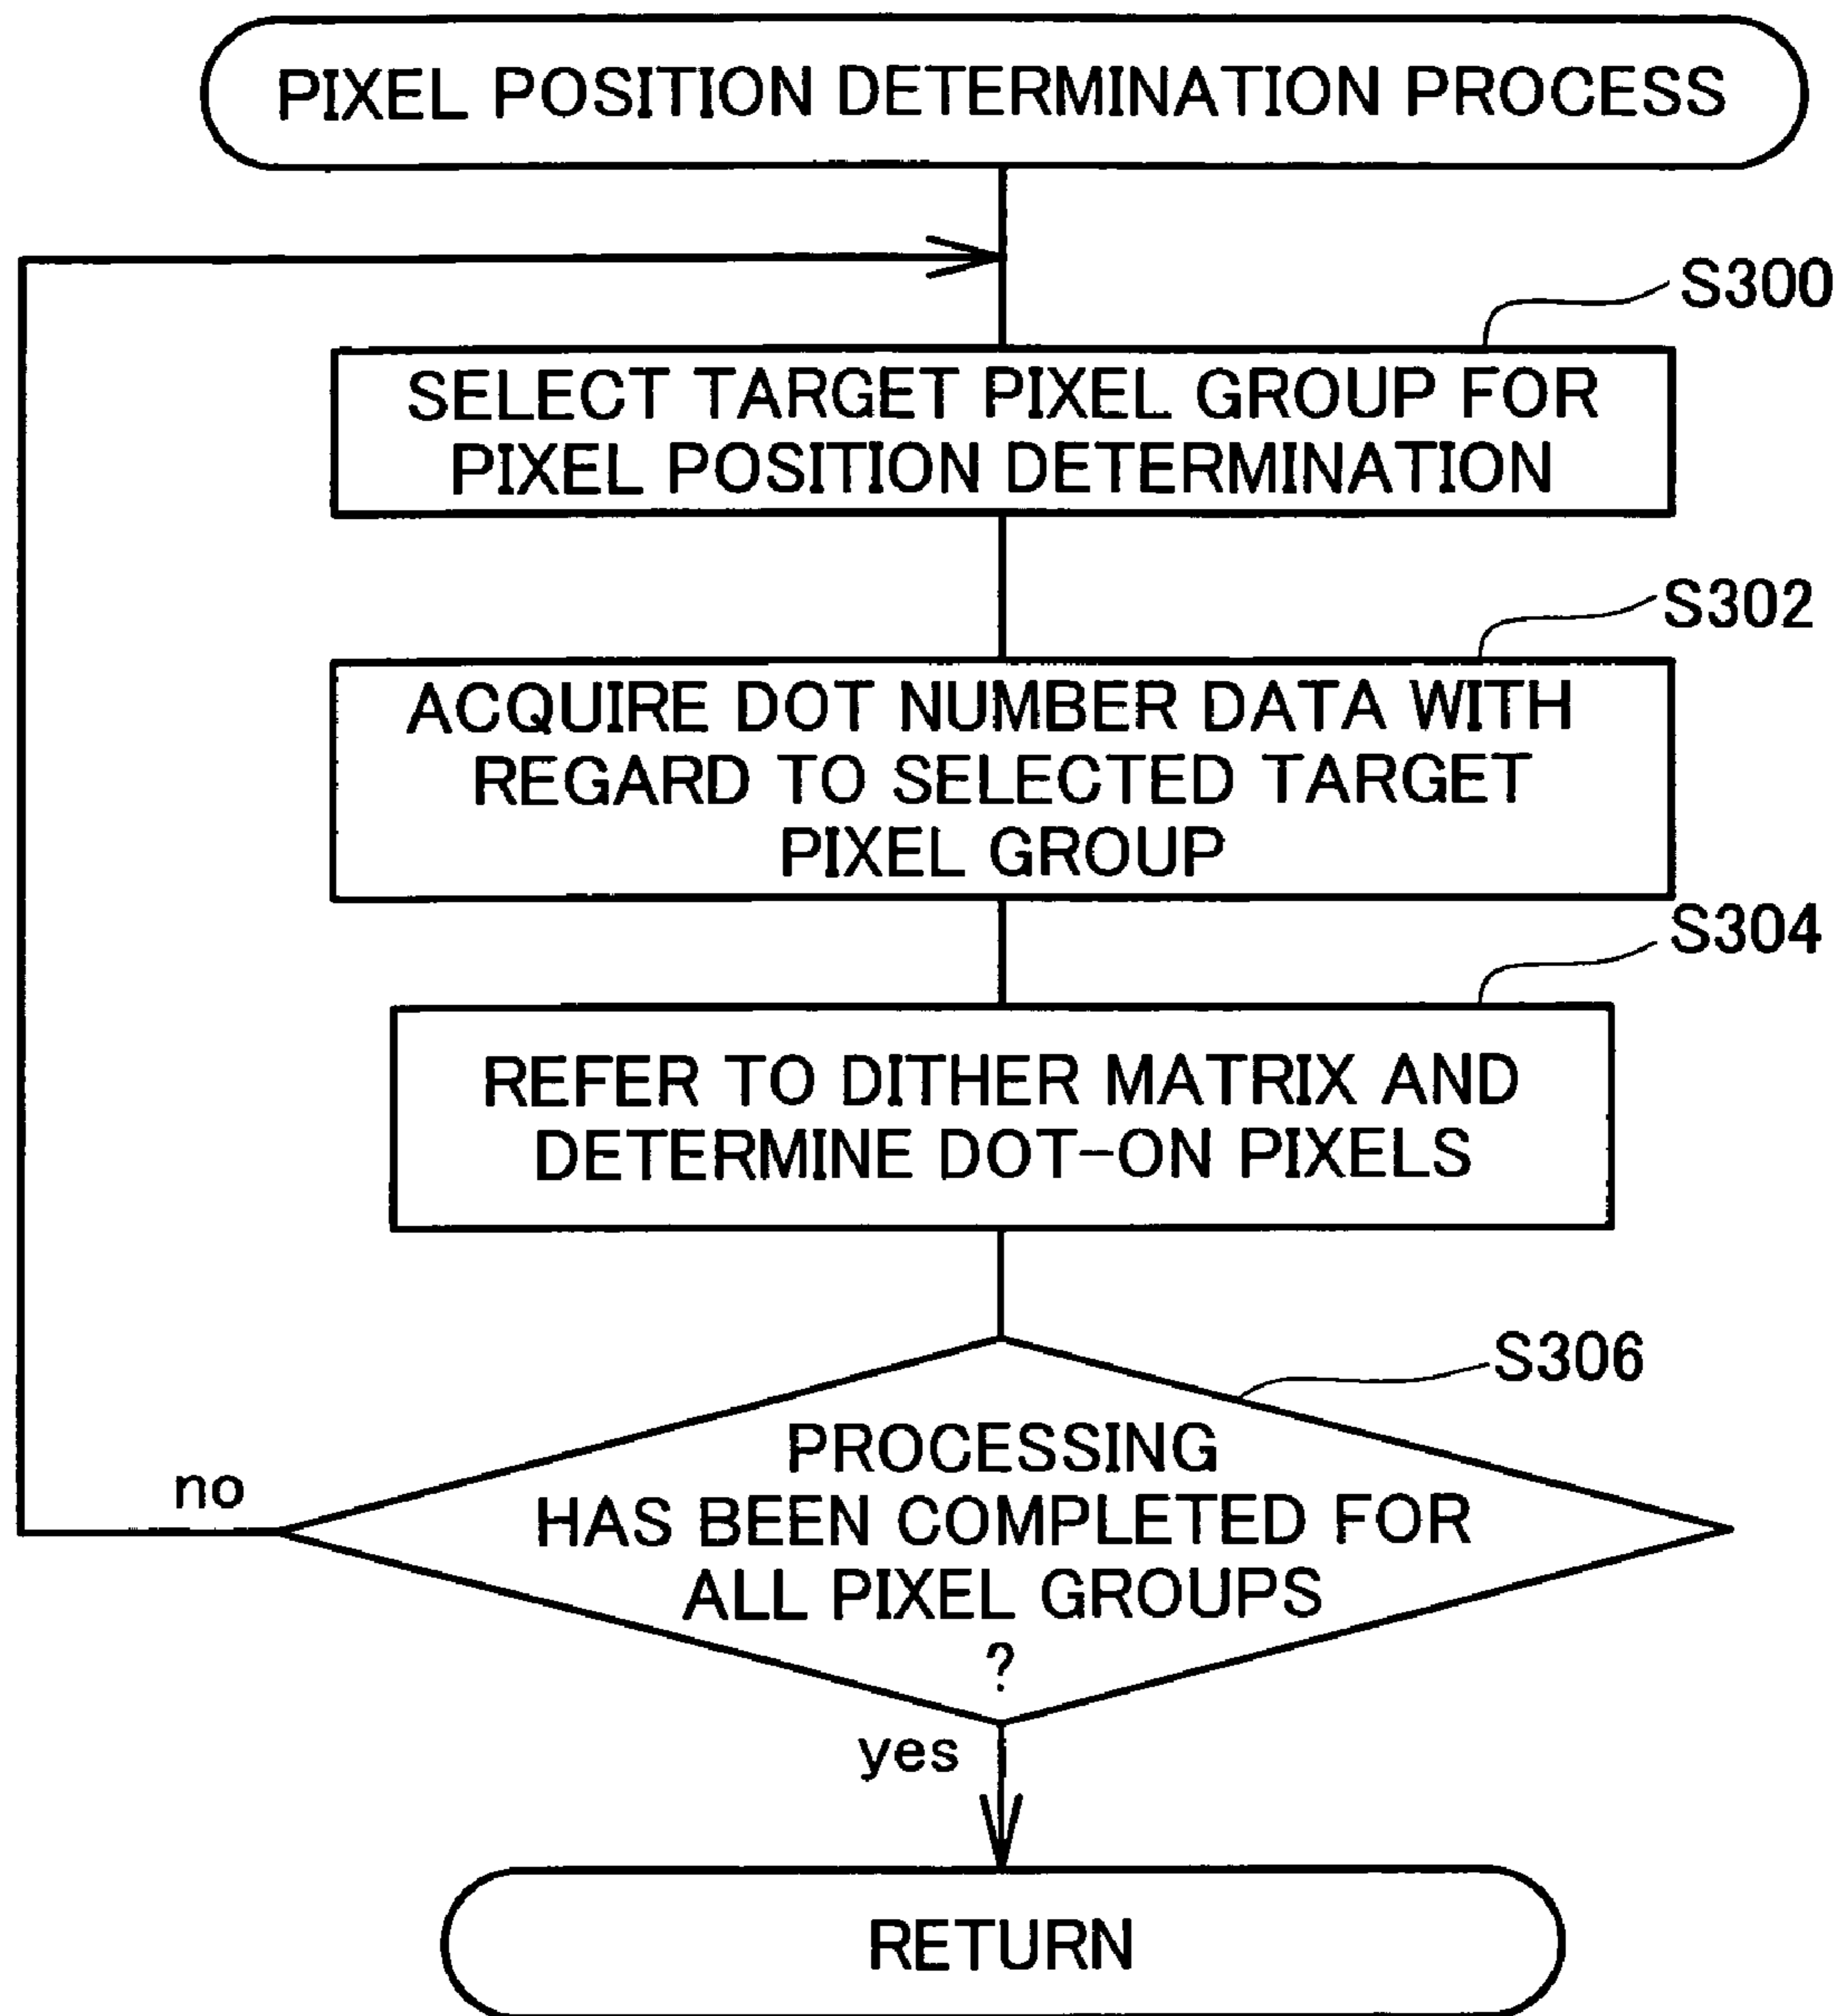 PIXEL POSITION DETERMINATION PROCESS
S300
SELECT TARGET PIXEL GROUP FOR
PIXEL POSITION DETERMINATION
S302
ACQUIRE DOT NUMBER DATA WITH
REGARD TO SELECTED TARGET
PIXEL GROUP
S304
REFER TO DITHER MATRIX AND
DETERMINE DOT-ON PIXELS
S306
PROCESSING
HAS BEEN COMPLETED FOR
ALL PIXEL GROUPS
?
no
yes
RETURN